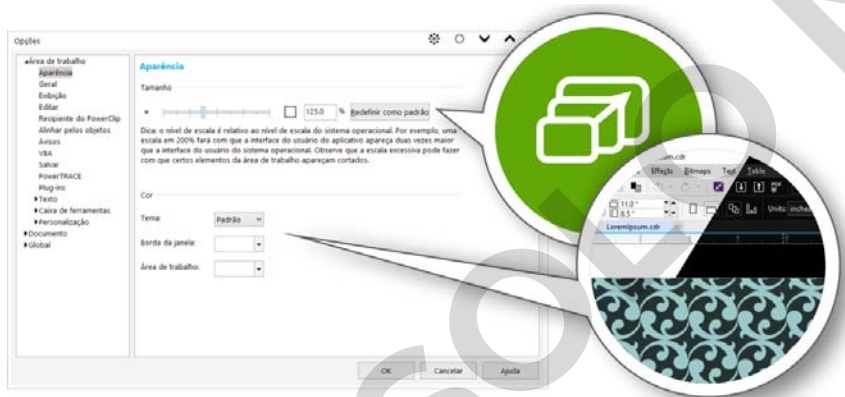 Opções
Área de trabalho
Aparência
Geral
Exibição
Editar
Recipiente do PowerClip
Alinhar pelos objetos
Avisos
VBA
Salvar
PowerTRACE
Plug-ins
Texto
Caixa de ferramentas
Personalização
Documento
Global
Aparência
Tamanho
125.0 % Redefinir como padrão
Dica: o nível de escala é relativo ao nível de escala do sistema operacional. Por exemplo, uma
escala em 200% fará com que a interface do usuário do aplicativo apareça duas vezes maior
que a interface do usuário do sistema operacional. Observe que a escala excessiva pode fazer
com que certos elementos da área de trabalho apareçam cortados.
Cor
Tema: Padrão
Borda da janela:
Área de trabalho:
OK Cancelar Ajuda
Effects Bitmaps Text Table
11.0 "
8.5 " Units: inches
Loremipsum.cdr